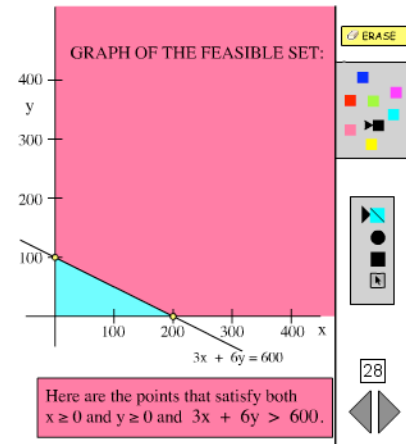 GRAPH OF THE FEASIBLE SET:
ERASE
400
y
300
200
100
100 200 300 400 x
3x + 6y = 600
28
Here are the points that satisfy both
x ≥ 0 and y ≥ 0 and 3x + 6y > 600.